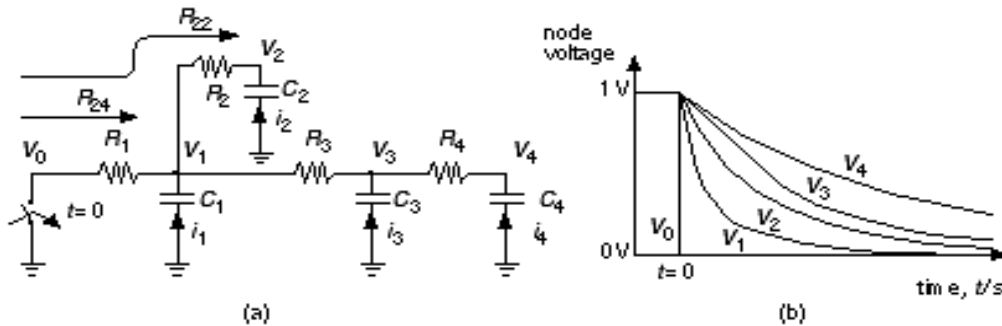 R22
V2
R2
C2
i2
R24
V0
R1
V1
R3
V3
R4
V4
t= 0
C1
i1
C3
i3
C4
i4
(a)
node
voltage
1 V
0 V
V0
V1
V2
V3
V4
t= 0
time, t/s
(b)